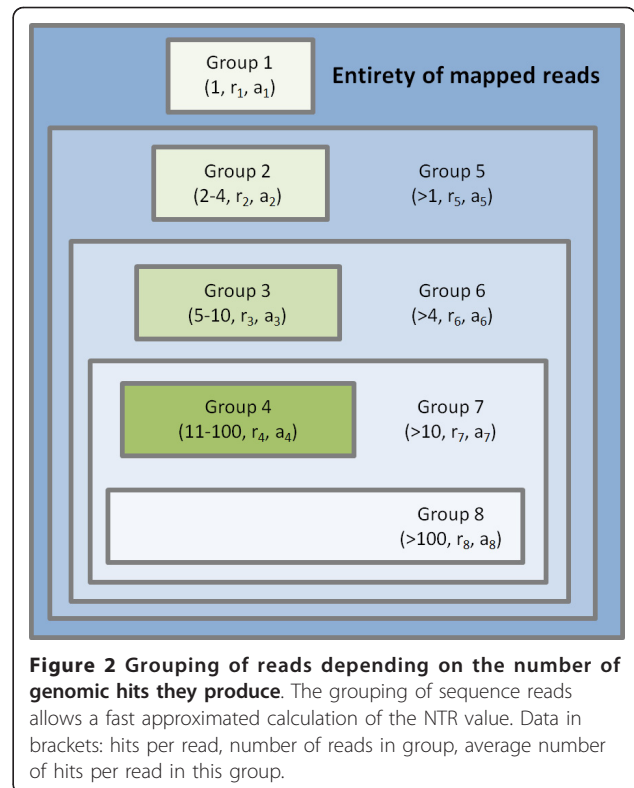 Group 1
(1, r₁, a₁)
Entirety of mapped reads
Group 2
(2-4, r₂, a₂)
Group 5
(>1, r₅, a₅)
Group 3
(5-10, r₃, a₃)
Group 6
(>4, r₆, a₆)
Group 4
(11-100, r₄, a₄)
Group 7
(>10, r₇, a₇)
Group 8
(>100, r₈, a₈)
Figure 2 Grouping of reads depending on the number of
genomic hits they produce. The grouping of sequence reads
allows a fast approximated calculation of the NTR value. Data in
brackets: hits per read, number of reads in group, average number
of hits per read in this group.